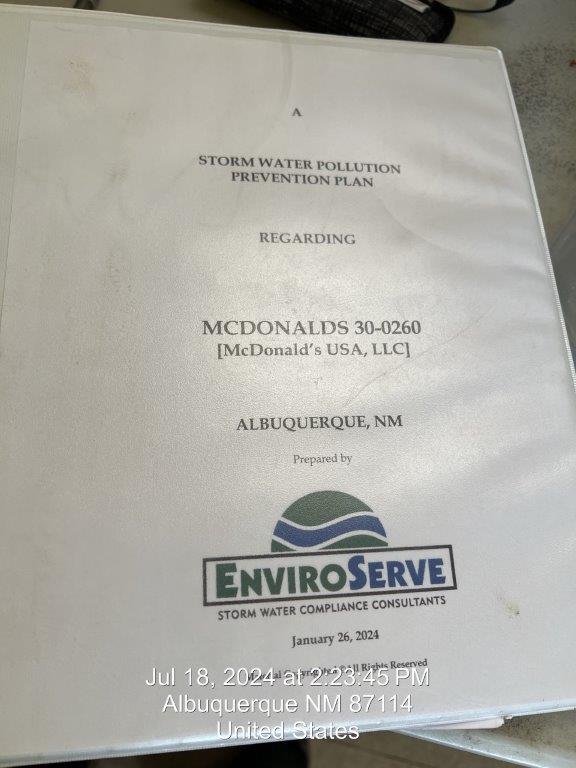 A
STORM WATER POLLUTION
PREVENTION PLAN
REGARDING
MCDONALDS 30-0260
[McDonald's USA, LLC]
ALBUQUERQUE, NM
Prepared by
ENVIROSERVE
STORM WATER COMPLIANCE CONSULTANTS
January 26, 2024
All Rights Reserved
Jul 18, 2024 at 2:23:45 PM
Albuquerque NM 87114
United States